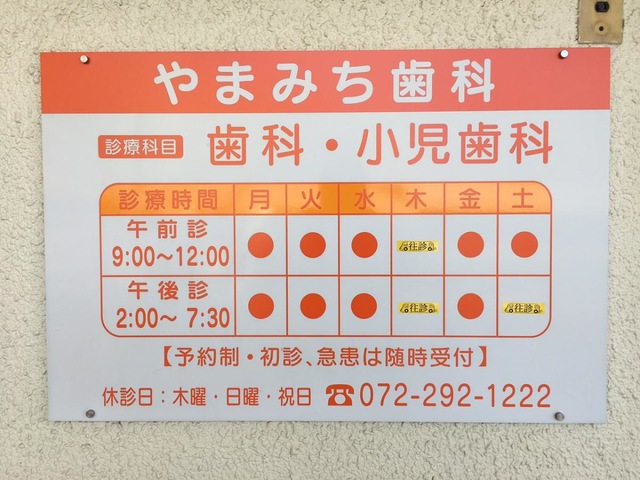 やまみち歯科
診療科目 歯科・小児歯科
診療時間 月 火 水 木 金 土
午前診 9:00～12:00 ● ● ● 往診 ● ●
午後診 2:00～7:30 ● ● ● 往診 ● 往診
【予約制・初診、急患は随時受付】
休診日：木曜・日曜・祝日 ☎072-292-1222